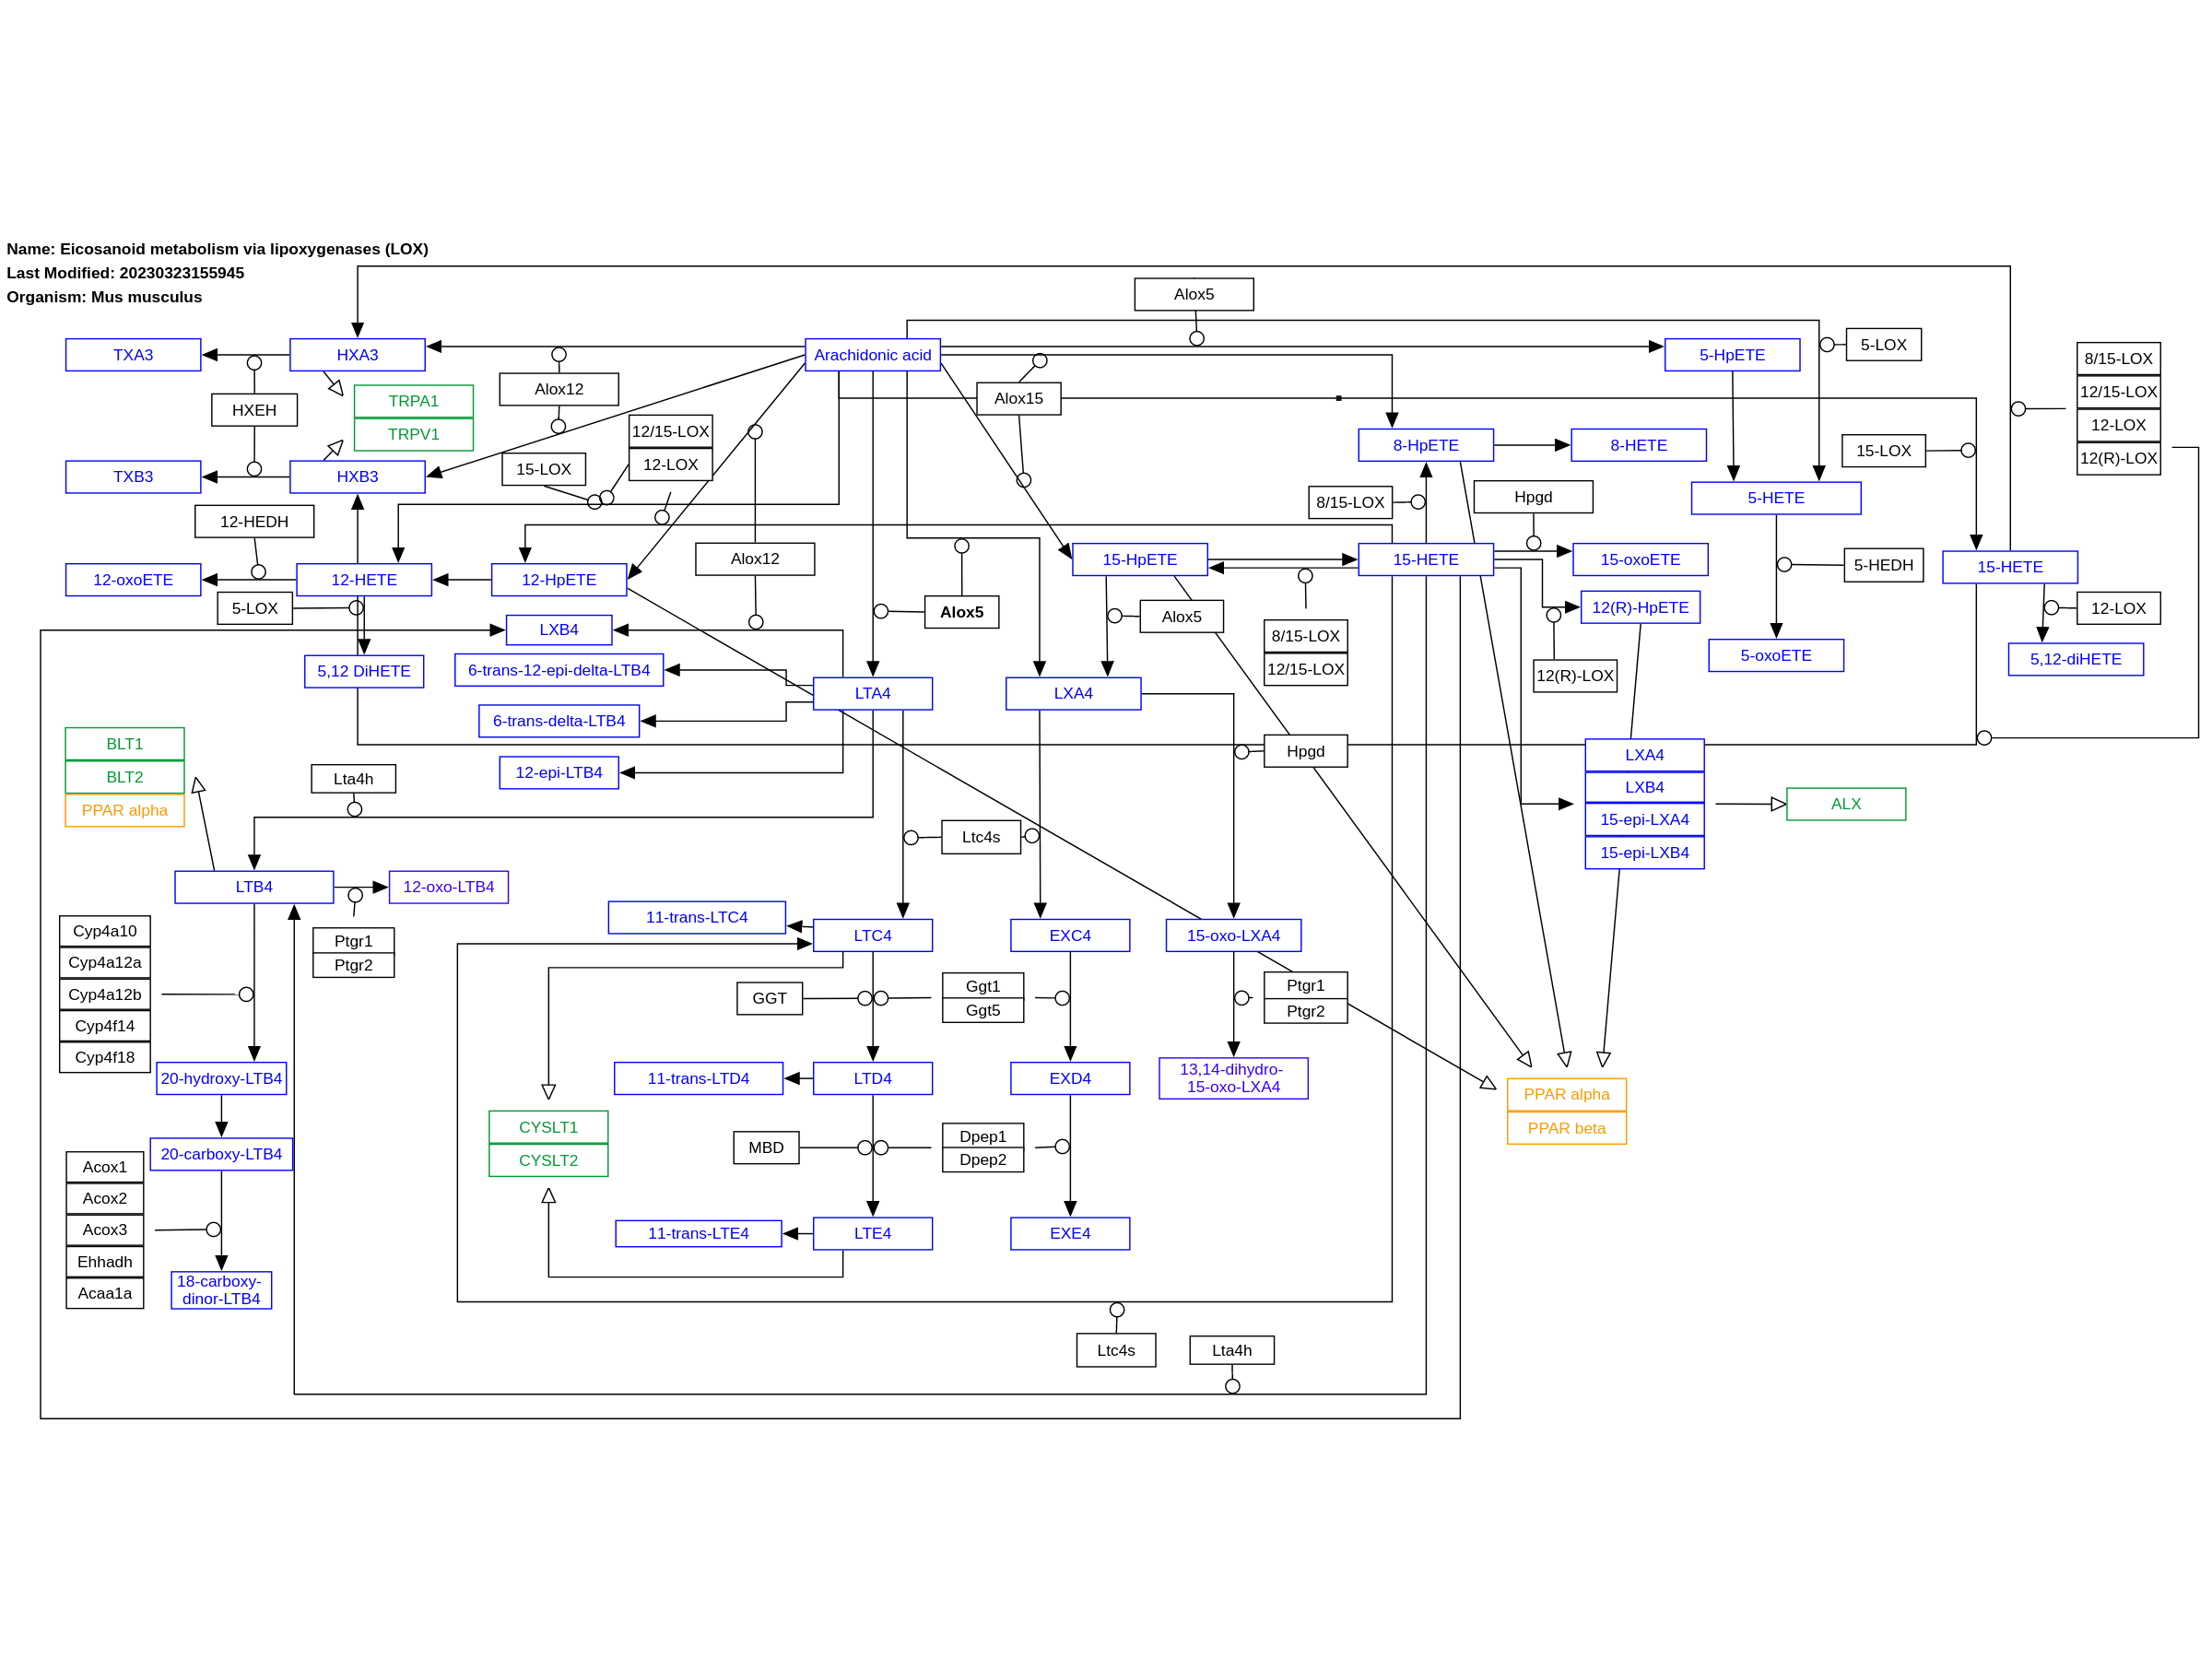 Name: Eicosanoid metabolism via lipoxygenases (LOX)
Last Modified: 20230323155945
Organism: Mus musculus
Alox5
TXA3
HXA3
Arachidonic acid
5-HpETE
5-LOX
8/15-LOX
12/15-LOX
12-LOX
12(R)-LOX
Alox12
HXEH
TRPA1
TRPV1
Alox15
12/15-LOX
12-LOX
15-LOX
8-HpETE
8-HETE
15-LOX
TXB3
HXB3
8/15-LOX
Hpgd
5-HETE
12-HEDH
Alox12
15-HpETE
15-HETE
15-oxoETE
5-HEDH
15-HETE
12-oxoETE
12-HETE
12-HpETE
5-LOX
Alox5
Alox5
12(R)-HpETE
12-LOX
LXB4
8/15-LOX
12/15-LOX
12(R)-LOX
5-oxoETE
5,12-diHETE
5,12 DiHETE
6-trans-12-epi-delta-LTB4
LTA4
LXA4
6-trans-delta-LTB4
BLT1
BLT2
PPAR alpha
Hpgd
LXA4
LXB4
15-epi-LXA4
15-epi-LXB4
ALX
Lta4h
12-epi-LTB4
Ltc4s
LTB4
12-oxo-LTB4
11-trans-LTC4
LTC4
EXC4
15-oxo-LXA4
Cyp4a10
Cyp4a12a
Cyp4a12b
Cyp4f14
Cyp4f18
Ptgr1
Ptgr2
GGT
Ggt1
Ggt5
Ptgr1
Ptgr2
20-hydroxy-LTB4
11-trans-LTD4
LTD4
EXD4
13,14-dihydro-
15-oxo-LXA4
PPAR alpha
PPAR beta
CYSLT1
CYSLT2
MBD
Dpep1
Dpep2
20-carboxy-LTB4
Acox1
Acox2
Acox3
Ehhadh
Acaa1a
11-trans-LTE4
LTE4
EXE4
18-carboxy-
dinor-LTB4
Ltc4s
Lta4h